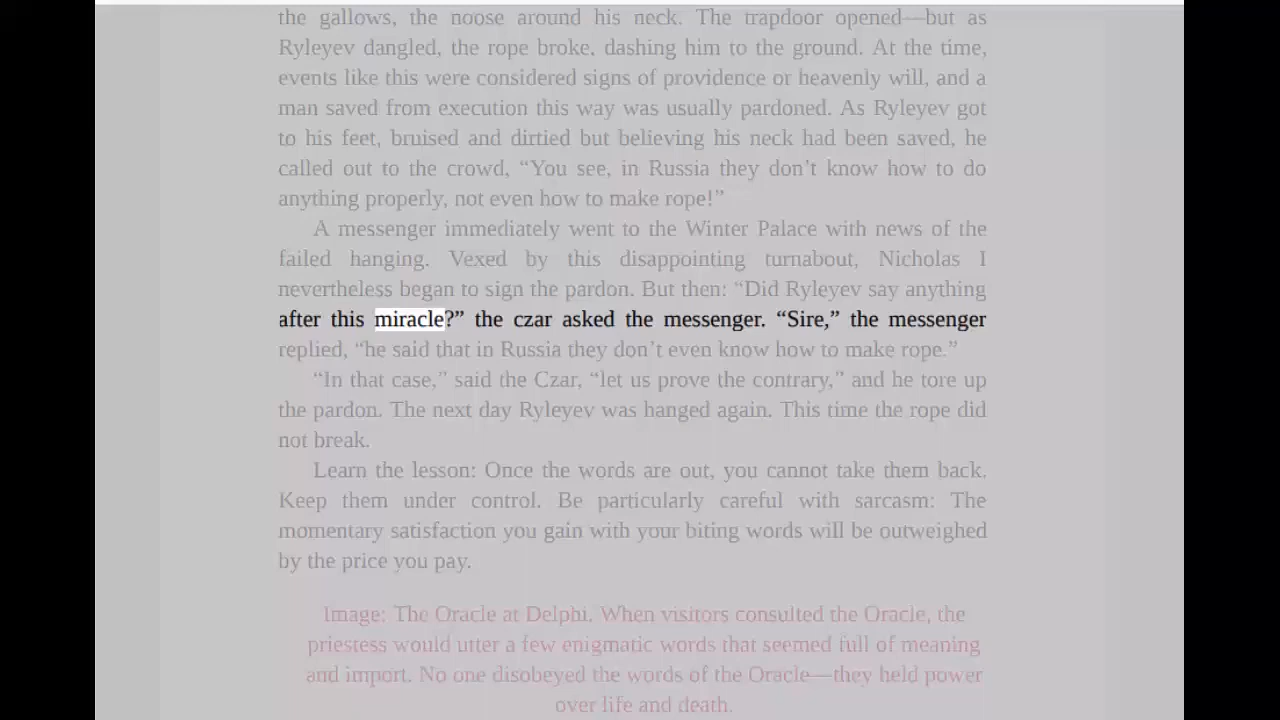 the gallows, the noose around his neck. The trapdoor opened—but as
Ryleyev dangled, the rope broke, dashing him to the ground. At the time,
events like this were considered signs of providence or heavenly will, and a
man saved from execution this way was usually pardoned. As Ryleyev got
to his feet, bruised and dirtied but believing his neck had been saved, he
called out to the crowd, “You see, in Russia they don’t know how to do
anything properly, not even how to make rope!”
A messenger immediately went to the Winter Palace with news of the
failed hanging. Vexed by this disappointing turnabout, Nicholas I
nevertheless began to sign the pardon. But then: “Did Ryleyev say anything
after this miracle?” the czar asked the messenger. “Sire,” the messenger
replied, “he said that in Russia they don’t even know how to make rope.”
“In that case,” said the Czar, “let us prove the contrary,” and he tore up
the pardon. The next day Ryleyev was hanged again. This time the rope did
not break.
Learn the lesson: Once the words are out, you cannot take them back.
Keep them under control. Be particularly careful with sarcasm: The
momentary satisfaction you gain with your biting words will be outweighed
by the price you pay.
Image: The Oracle at Delphi. When visitors consulted the Oracle, the
priestess would utter a few enigmatic words that seemed full of meaning
and import. No one disobeyed the words of the Oracle—they held power
over life and death.